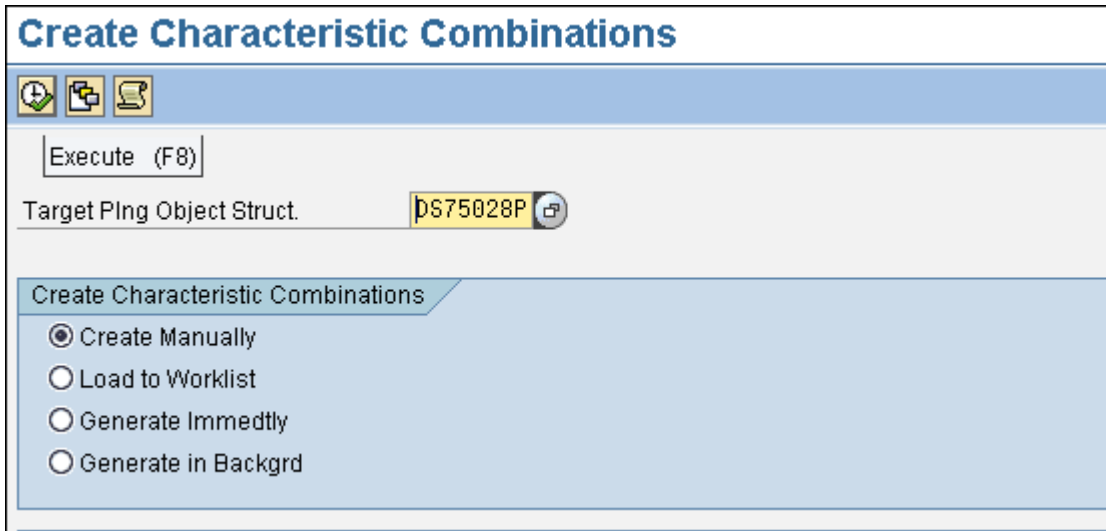 Create Characteristic Combinations
Execute (F8)
Target Plng Object Struct. DS75028P
Create Characteristic Combinations
Create Manually
Load to Worklist
Generate Immedtly
Generate in Backgrd